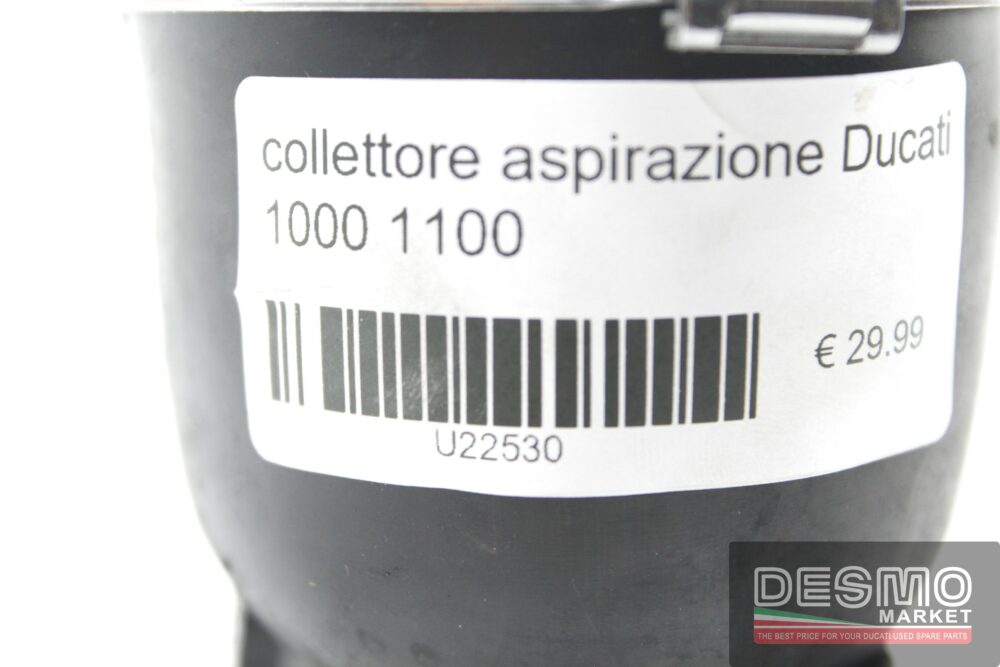 collettore aspirazione Ducati
1000 1100
€ 29.99
U22530
DESMO
MARKET
THE BEST PRICE FOR YOUR DUCATI USED SPARE PARTS